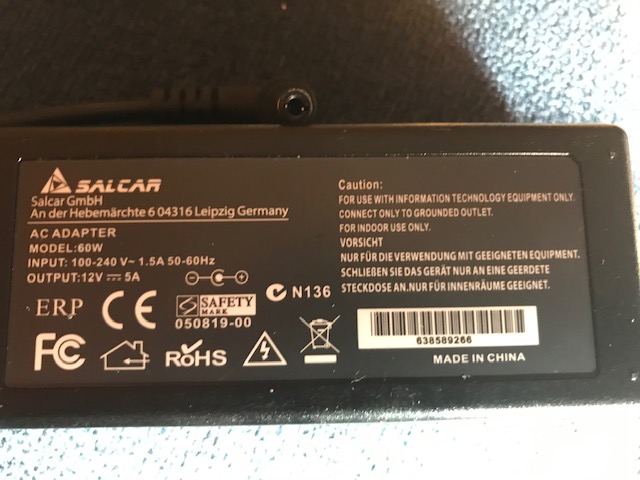 SALCAR
Salcar GmbH
An der Hebemärchte 6 04316 Leipzig Germany
AC ADAPTER
MODEL:60W
INPUT: 100-240 V~ 1.5A 50-60Hz
OUTPUT:12V ⎓ 5A
- +
ERP CE S SAFETY MARK N136
050819-00
FC RoHS
Caution:
FOR USE WITH INFORMATION TECHNOLOGY EQUIPMENT ONLY.
CONNECT ONLY TO GROUNDED OUTLET.
FOR INDOOR USE ONLY.
VORSICHT
NUR FÜR DIE VERWENDUNG MIT GEEIGNETEN EQUIPMENT.
SCHLIEßEN SIE DAS GERÄT NUR AN EINE GEERDETE
STECKDOSE AN.NUR FÜR INNENRÄUME GEEIGNET.
638589266
MADE IN CHINA